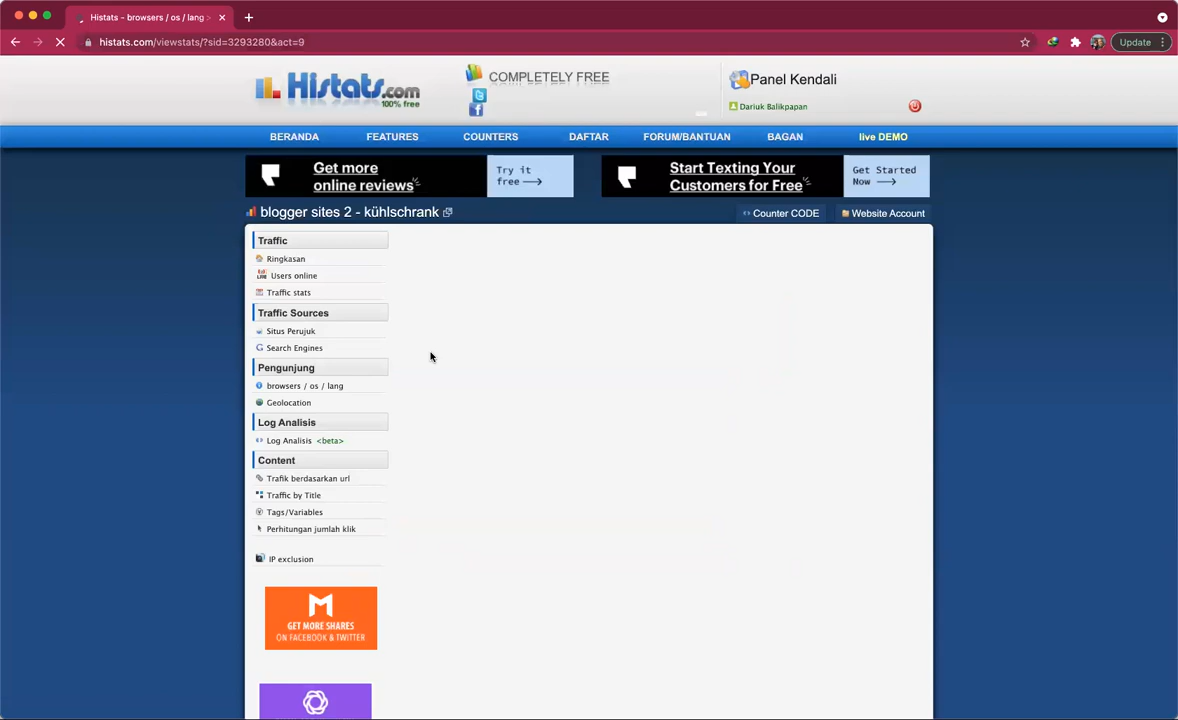 Histats - browsers / os / lang
histats.com/viewstats/?sid=3293280&act=9
Update
Histats.com
100% free
COMPLETELY FREE
Panel Kendali
Dariuk Balikpapan
BERANDA FEATURES COUNTERS DAFTAR FORUM/BANTUAN BAGAN live DEMO
Get more
online reviews
Try it
free
Start Texting Your
Customers for Free
Get Started
Now
blogger sites 2 - kühlschrank
Counter CODE
Website Account
Traffic
Ringkasan
Users online
Traffic stats
Traffic Sources
Situs Perujuk
Search Engines
Pengunjung
browsers / os / lang
Geolocation
Log Analisis
Log Analisis <beta>
Content
Trafik berdasarkan url
Traffic by Title
Tags/Variables
Perhitungan jumlah klik
IP exclusion
GET MORE SHARES
ON FACEBOOK & TWITTER